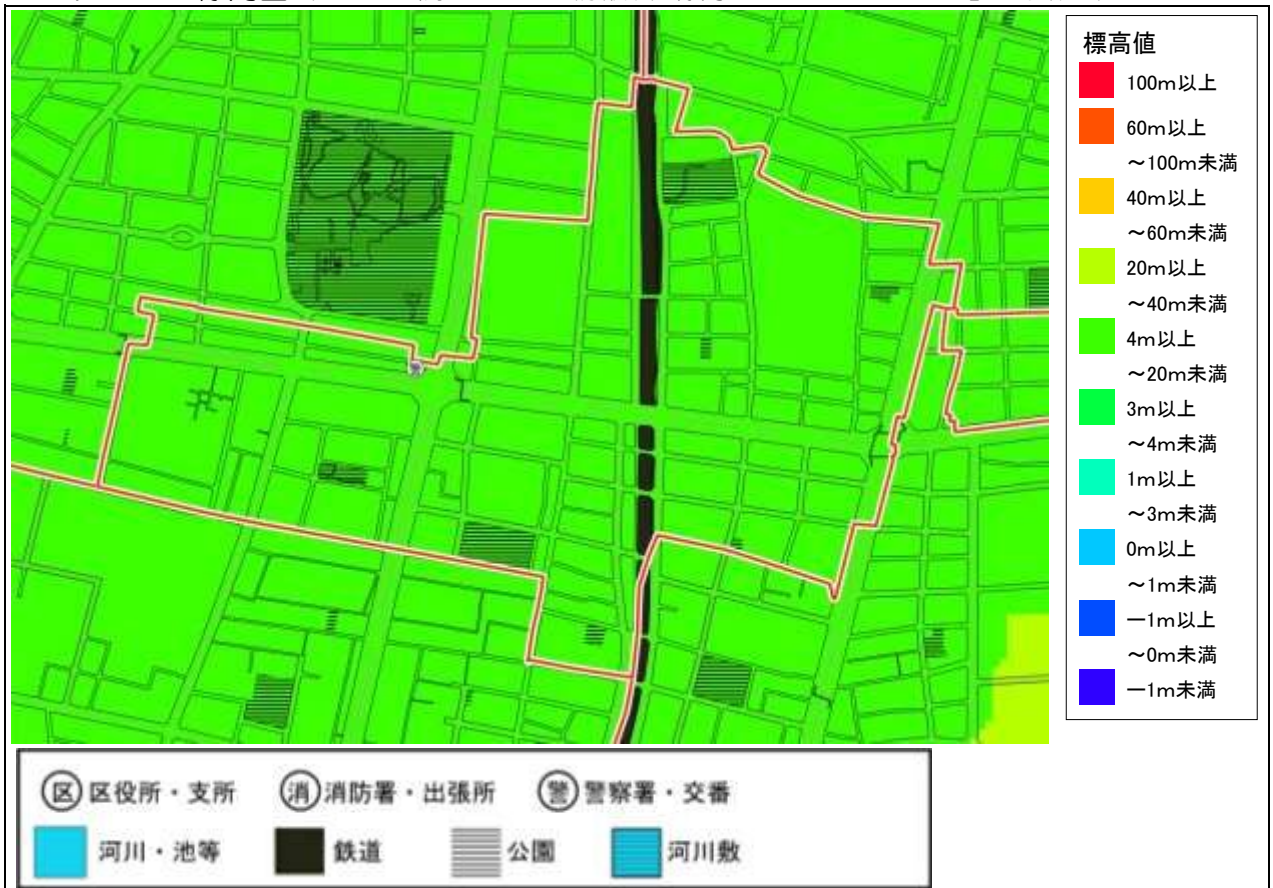 標高値
100m以上
60m以上
～100m未満
40m以上
～60m未満
20m以上
～40m未満
4m以上
～20m未満
3m以上
～4m未満
1m以上
～3m未満
0m以上
～1m未満
－1m以上
～0m未満
－1m未満
区 区役所・支所 消 消防署・出張所 警 警察署・交番
河川・池等 鉄道 公園 河川敷